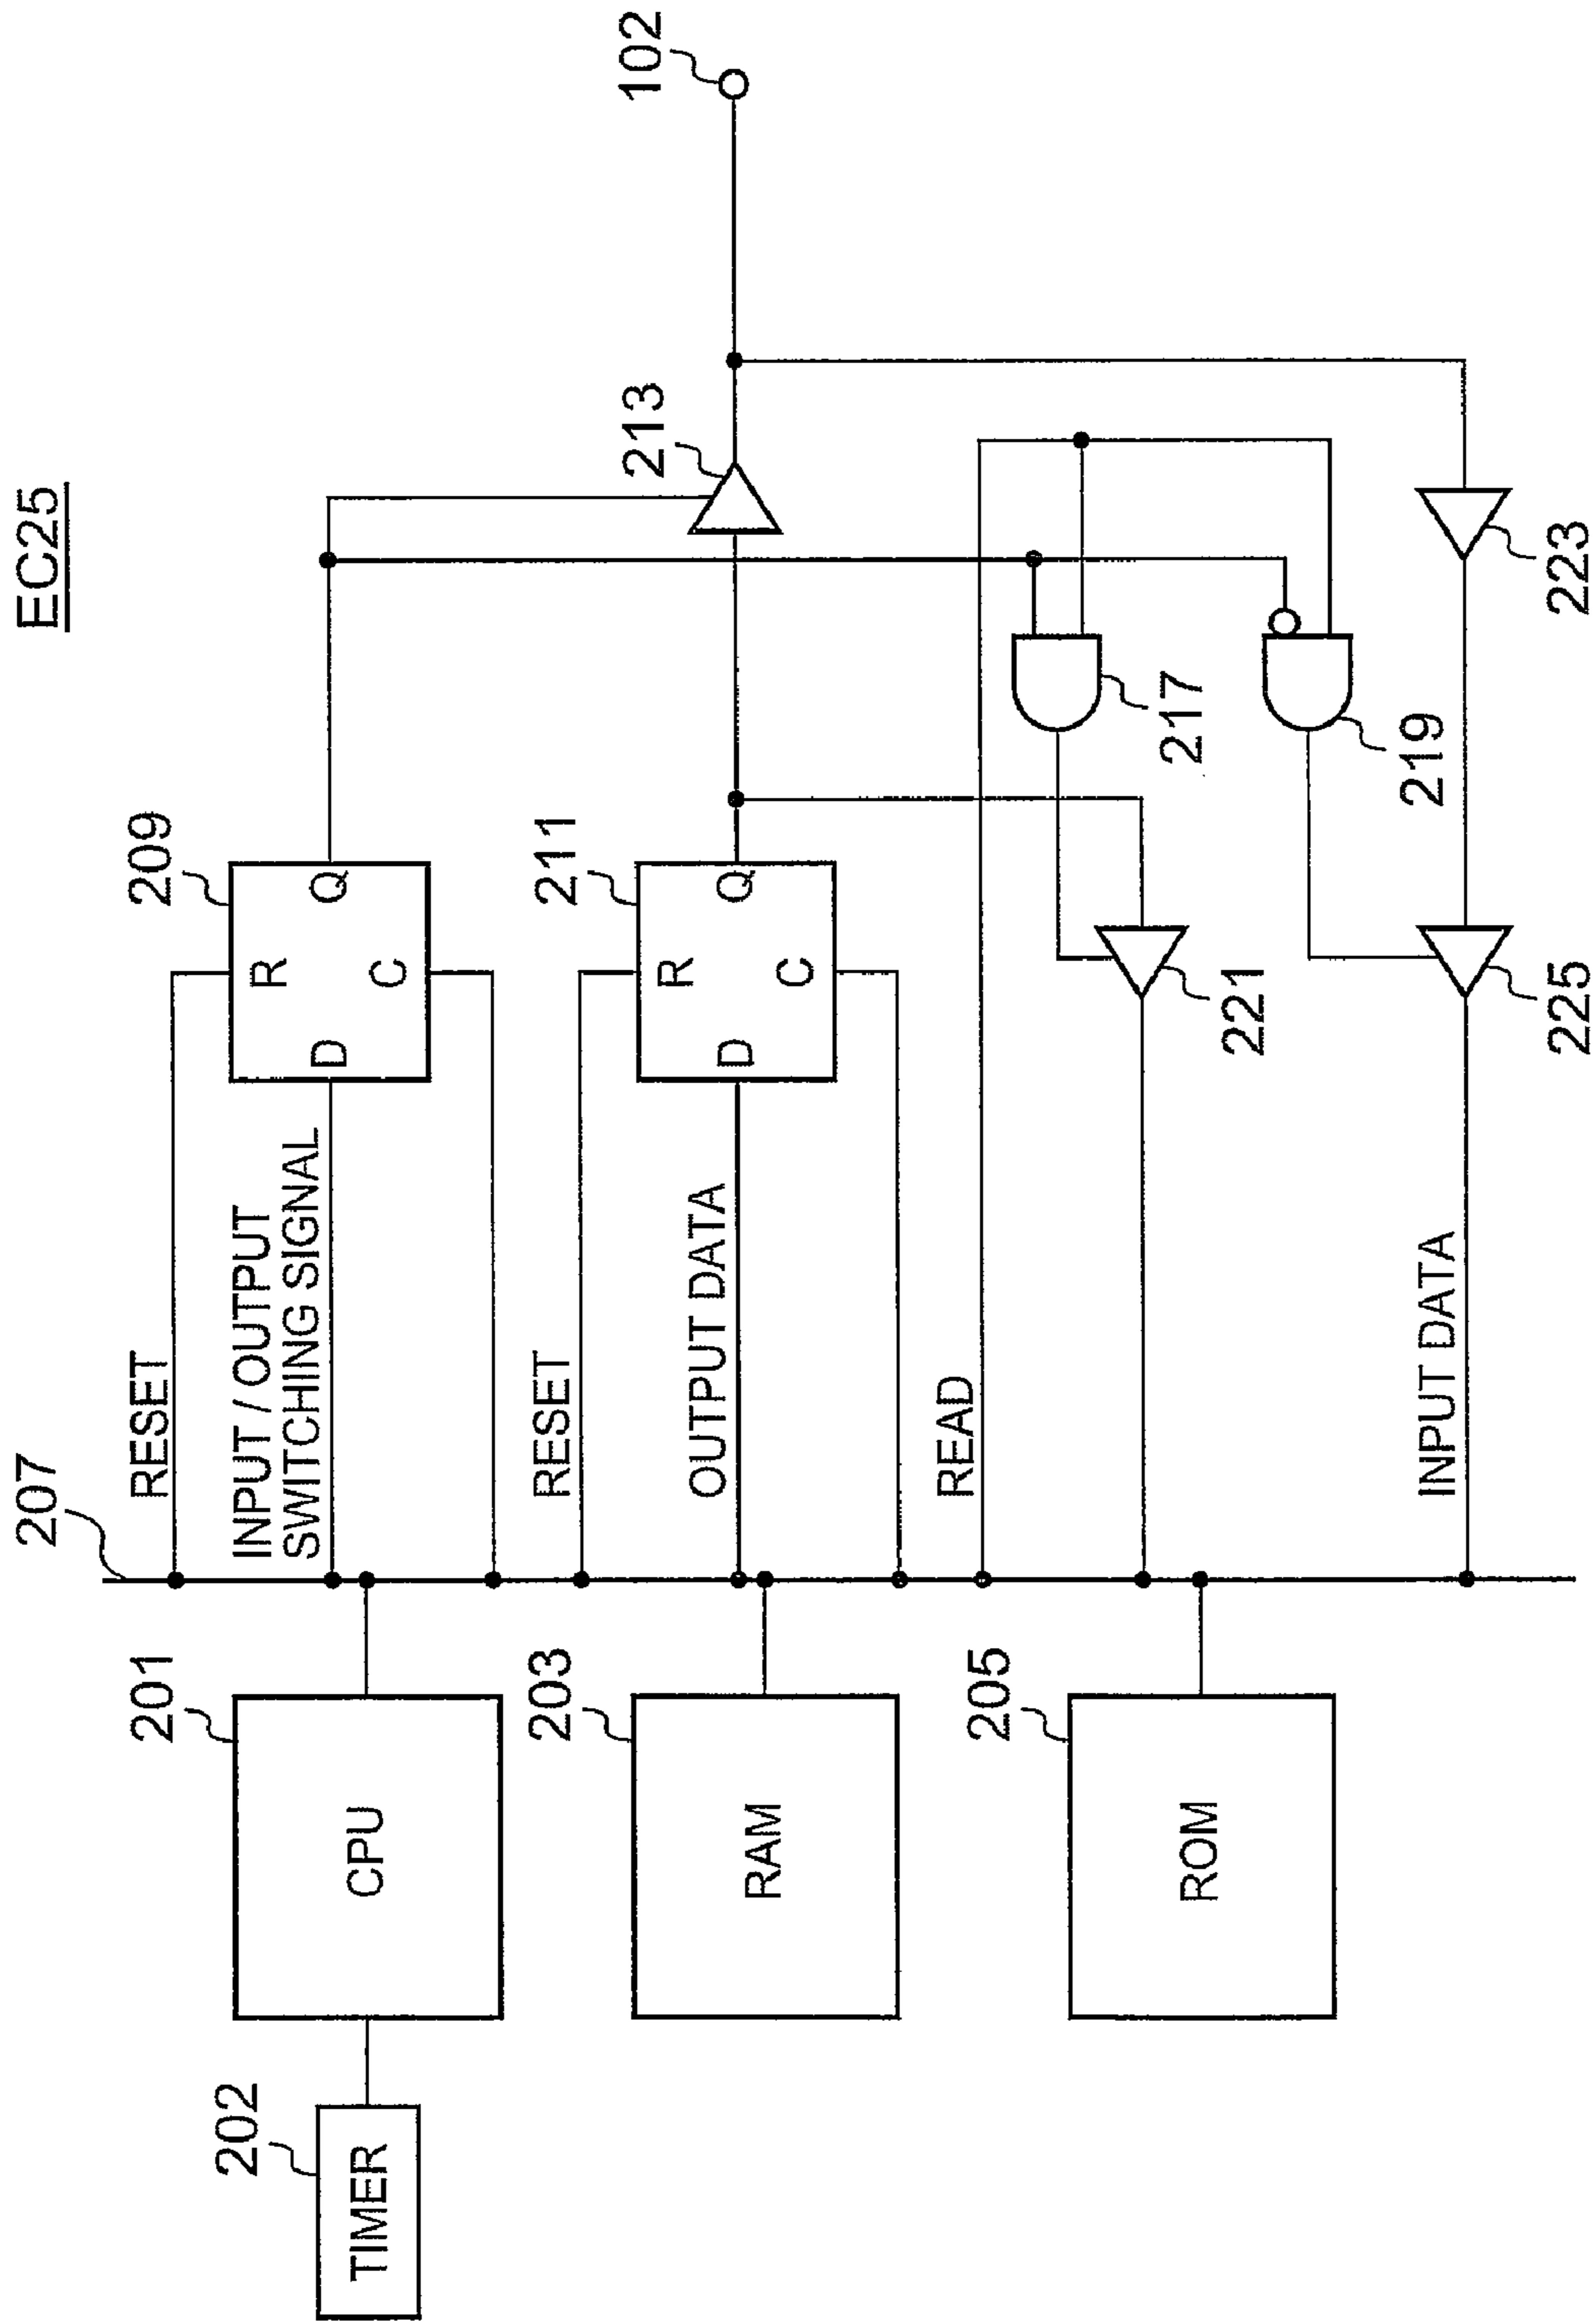 EC25
207
RESET
209
INPUT / OUTPUT
SWITCHING SIGNAL
R
D
Q
C
202
TIMER
201
CPU
RESET
211
OUTPUT DATA
R
D
Q
C
213
102
203
RAM
READ
217
221
205
ROM
219
INPUT DATA
225
223